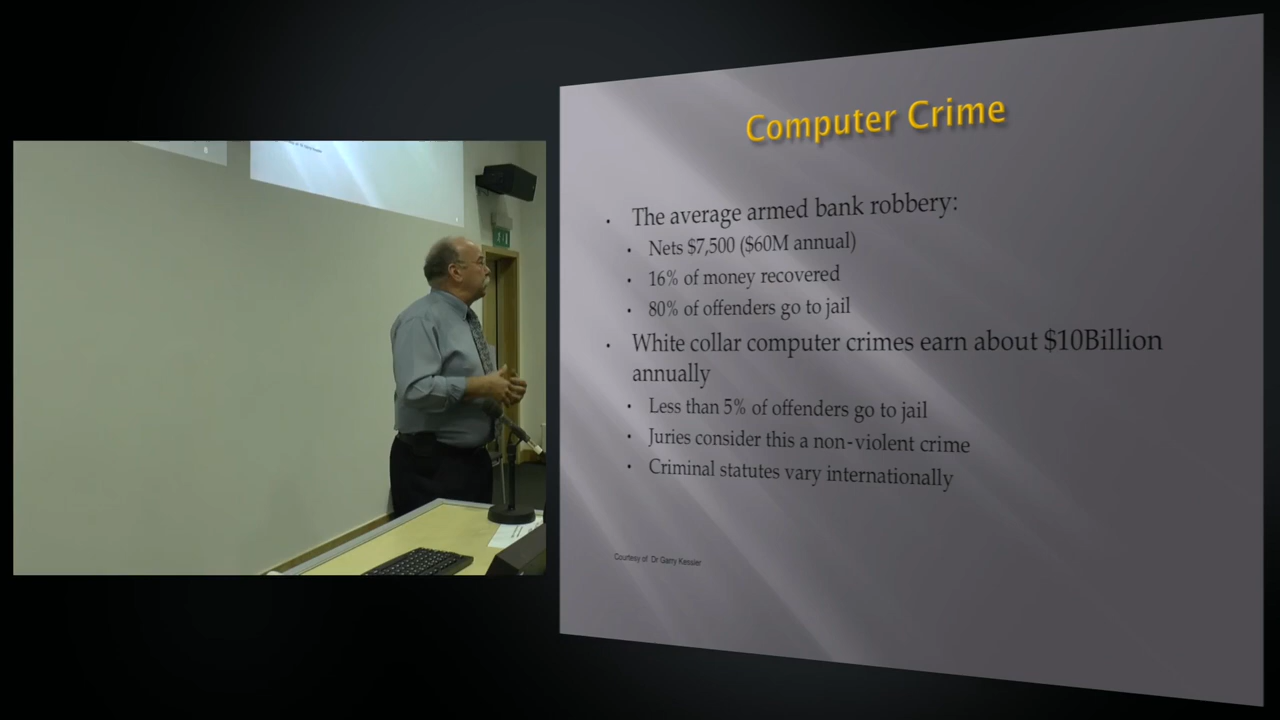 Computer Crime
The average armed bank robbery:
Nets $7,500 ($60M annual)
16% of money recovered
80% of offenders go to jail
White collar computer crimes earn about $10Billion
annually
Less than 5% of offenders go to jail
Juries consider this a non-violent crime
Criminal statutes vary internationally
Courtesy of Dr Garry Kessler